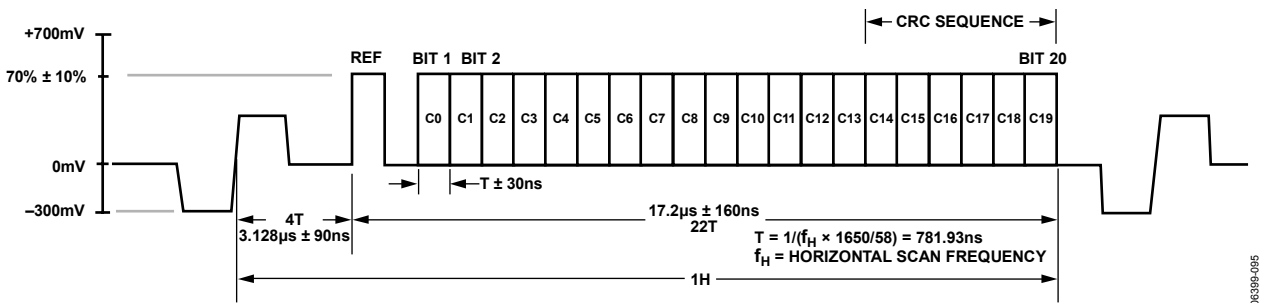 CRC SEQUENCE
+700mV
REF
BIT 1 BIT 2
BIT 20
70% ± 10%
C0 C1 C2 C3 C4 C5 C6 C7 C8 C9 C10 C11 C12 C13 C14 C15 C16 C17 C18 C19
0mV
T ± 30ns
–300mV
4T
3.128µs ± 90ns
17.2µs ± 160ns
22T
T = 1/(fH × 1650/58) = 781.93ns
fH = HORIZONTAL SCAN FREQUENCY
1H
06399-095